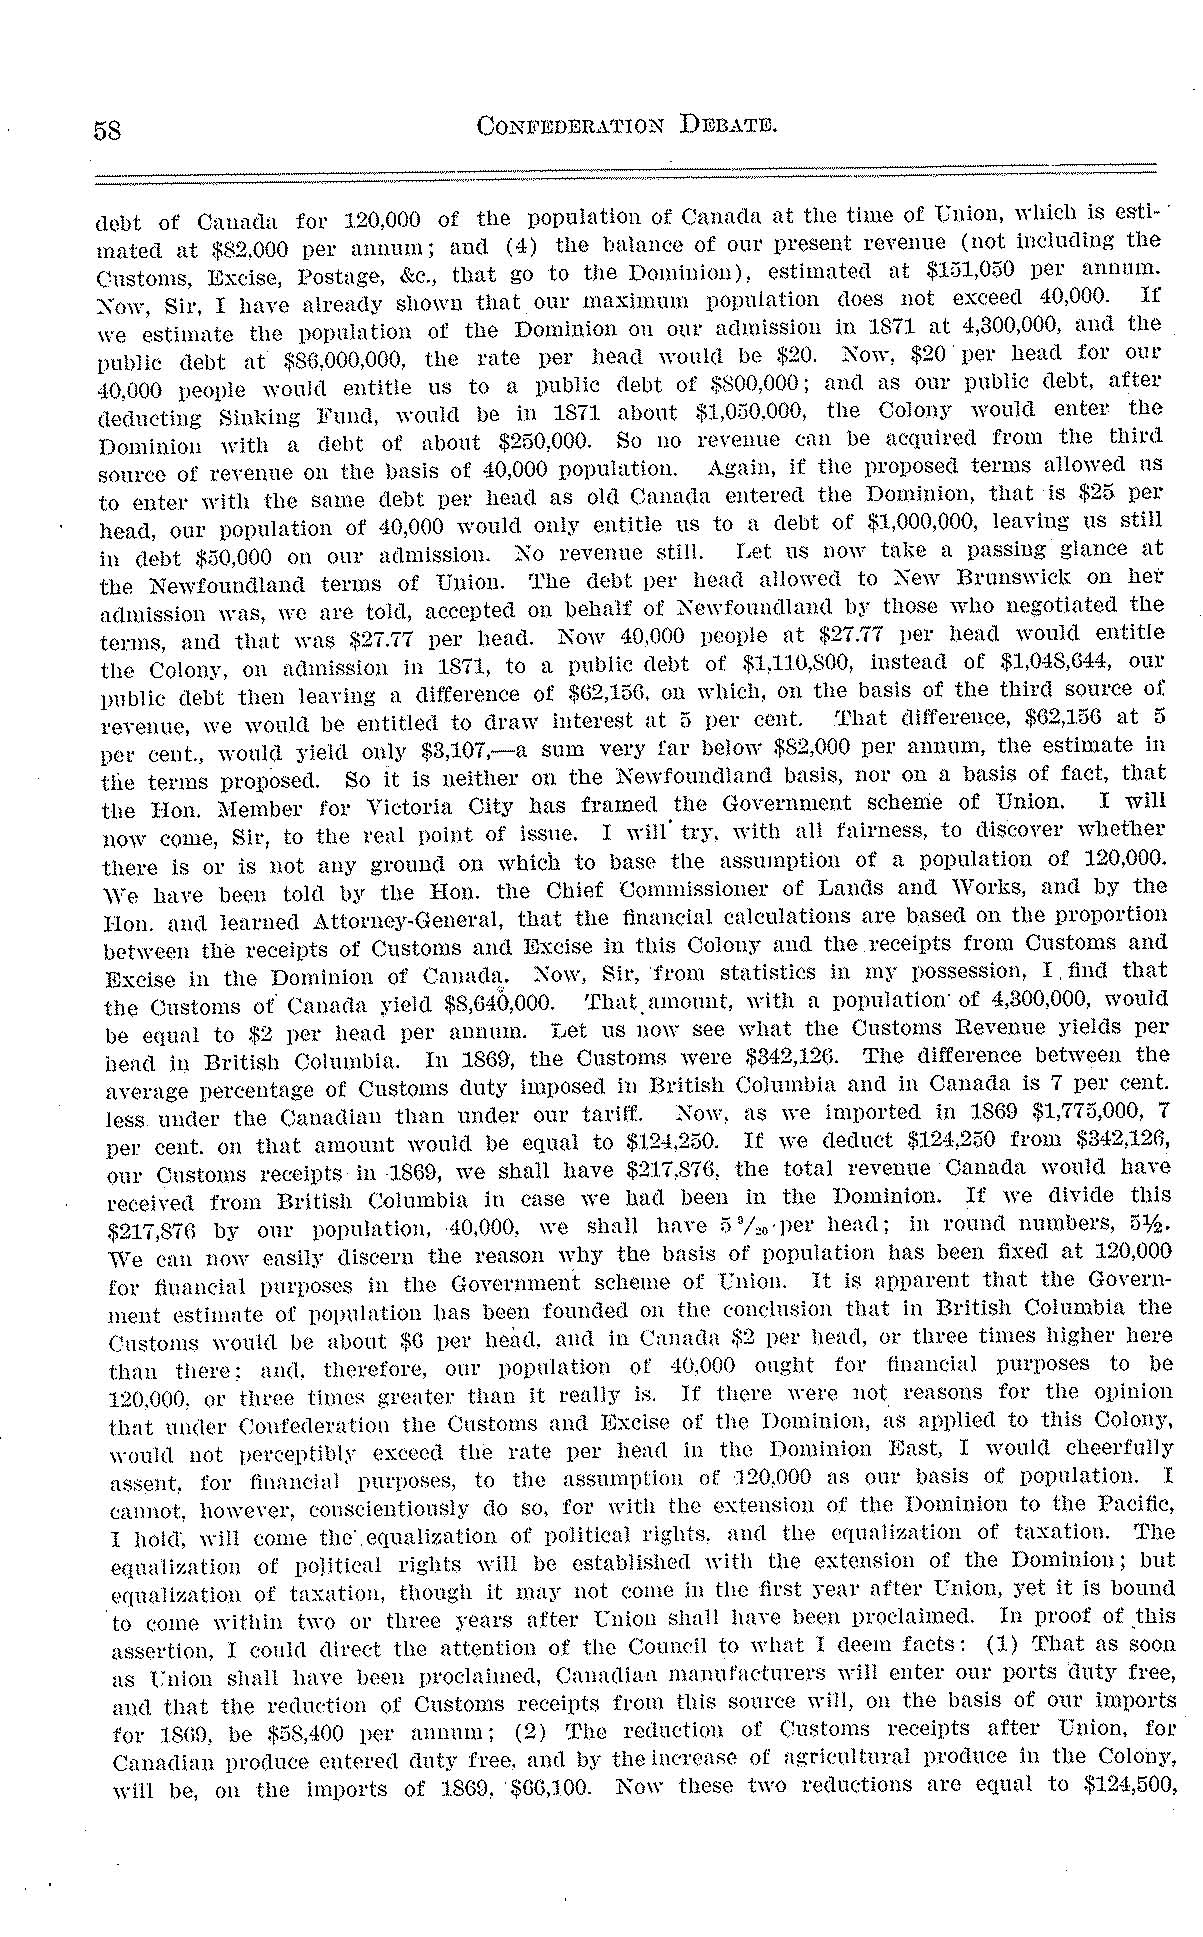 58 CONFEDERATION DEBATE.
debt of Canada for 120,000 of the population of Canada at the time of Union, which is esti-
mated at $82,000 per annum; and (4) the balance of our present revenue (not including the
Customs, Excise, Postage, &c., that go to the Dominion), estimated at $151,050 per annum.
Now, Sir, I have already shown that our maximum population does not exceed 40,000. If
we estimate the population of the Dominion on our admission in 1871 at 4,300,000, and the
public debt at $86,000,000, the rate per head would be $20. Now, $20 per head for our
40,000 people would entitle us to a public debt of $800,000; and as our public debt, after
deducting Sinking Fund, would be in 1871 about $1,050,000, the Colony would enter the
Dominion with a debt of about $250,000. So no revenue can be acquired from the third
source of revenue on the basis of 40,000 population. Again, if the proposed terms allowed us
to enter with the same debt per head as old Canada entered the Dominion, that is $25 per
head, our population of 40,000 would only entitle us to a debt of $1,000,000, leaving us still
in debt $50,000 on our admission. No revenue still. Let us now take a passing glance at
the Newfoundland terms of Union. The debt per head allowed to New Brunswick on her
admission was, we are told, accepted on behalf of Newfoundland by those who negotiated the
terms, and that was $27.77 per head. Now 40,000 people at $27.77 per head would entitle
the Colony, on admission in 1871, to a public debt of $1,110,800, instead of $1,048,644, our
public debt then leaving a difference of $62,156, on which, on the basis of the third source of
revenue, we would be entitled to draw interest at 5 per cent. That difference, $62,156 at 5
per cent., would yield only $3,107,—a sum very far below $82,000 per annum, the estimate in
the terms proposed. So it is neither on the Newfoundland basis, nor on a basis of fact, that
the Hon. Member for Victoria City has framed the Government scheme of Union. I will
now come, Sir, to the real point of issue. I will try, with all fairness, to discover whether
there is or is not any ground on which to base the assumption of a population of 120,000.
We have been told by the Hon. the Chief Commissioner of Lands and Works, and by the
Hon. and learned Attorney-General, that the financial calculations are based on the proportion
between the receipts of Customs and Excise in this Colony and the receipts from Customs and
Excise in the Dominion of Canada. Now, Sir, from statistics in my possession, I find that
the Customs of Canada yield $8,640,000. That amount, with a population of 4,300,000, would
be equal to $2 per head per annum. Let us now see what the Customs Revenue yields per
head in British Columbia. In 1869, the Customs were $342,126. The difference between the
average percentage of Customs duty imposed in British Columbia and in Canada is 7 per cent.
less under the Canadian than under our tariff. Now, as we imported in 1869 $1,775,000, 7
per cent. on that amount would be equal to $124,250. If we deduct $124,250 from $342,126,
our Customs receipts in 1869, we shall have $217,876, the total revenue Canada would have
received from British Columbia in case we had been in the Dominion. If we divide this
$217,876 by our population, 40,000, we shall have 5 9/20 per head; in round numbers, 5½.
We can now easily discern the reason why the basis of population has been fixed at 120,000
for financial purposes in the Government scheme of Union. It is apparent that the Govern-
ment estimate of population has been founded on the conclusion that in British Columbia the
Customs would be about $6 per head, and in Canada $2 per head, or three times higher here
than there; and, therefore, our population of 40,000 ought for financial purposes to be
120,000, or three times greater than it really is. If there were not reasons for the opinion
that under Confederation the Customs and Excise of the Dominion, as applied to this Colony,
would not perceptibly exceed the rate per head in the Dominion East, I would cheerfully
assent, for financial purposes, to the assumption of 120,000 as our basis of population. I
cannot, however, conscientiously do so, for with the extension of the Dominion to the Pacific,
I hold, will come the equalization of political rights, and the equalization of taxation. The
equalization of political rights will be established with the extension of the Dominion; but
equalization of taxation, though it may not come in the first year after Union, yet it is bound
to come within two or three years after Union shall have been proclaimed. In proof of this
assertion, I could direct the attention of the Council to what I deem facts: (1) That as soon
as Union shall have been proclaimed, Canadian manufacturers will enter our ports duty free,
and that the reduction of Customs receipts from this source will, on the basis of our imports
for 1869, be $58,400 per annum; (2) The reduction of Customs receipts after Union, for
Canadian produce entered duty free, and by the increase of agricultural produce in the Colony,
will be, on the imports of 1869, $66,100. Now these two reductions are equal to $124,500,